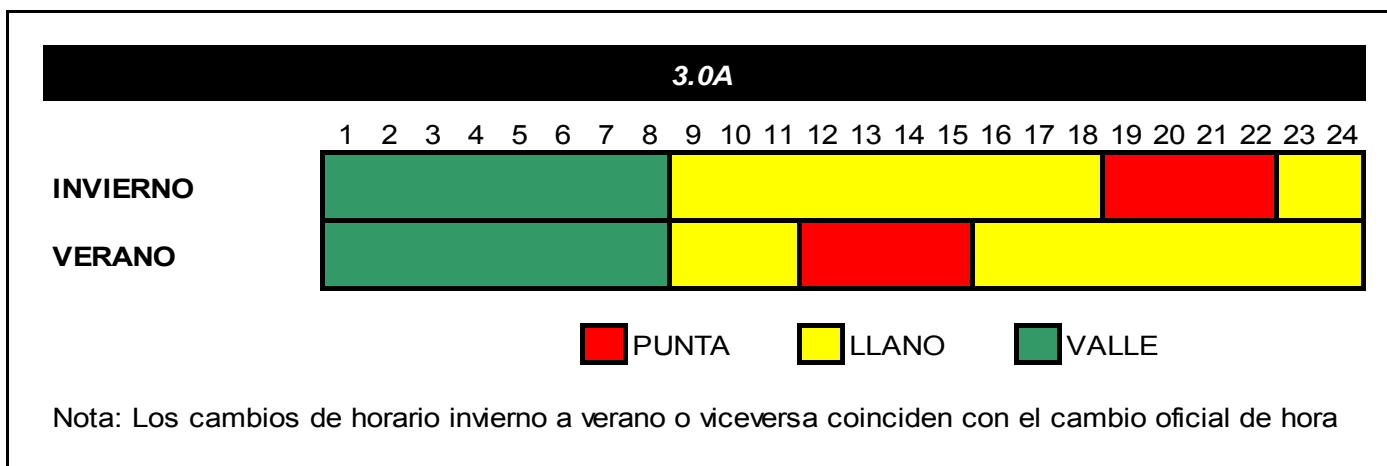 3.0A
1 2 3 4 5 6 7 8 9 10 11 12 13 14 15 16 17 18 19 20 21 22 23 24
INVIERNO
VERANO
PUNTA LLANO VALLE
Nota: Los cambios de horario invierno a verano o viceversa coinciden con el cambio oficial de hora